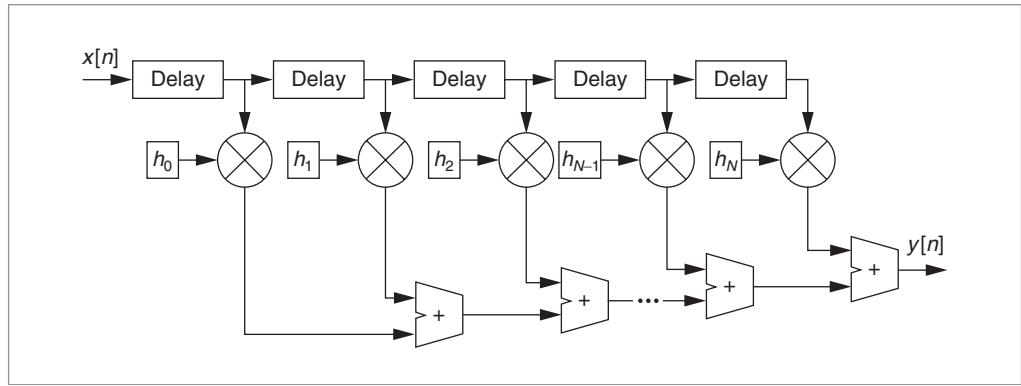 x[n]
Delay Delay Delay Delay Delay
h0 h1 h2 hN–1 hN
y[n]
+ + ... + +